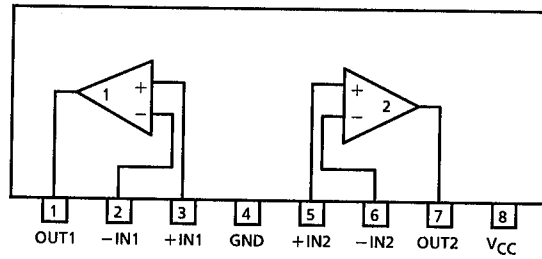 1 + −
+ − 2
1 2 3 4 5 6 7 8
OUT1 −IN1 +IN1 GND +IN2 −IN2 OUT2 VCC